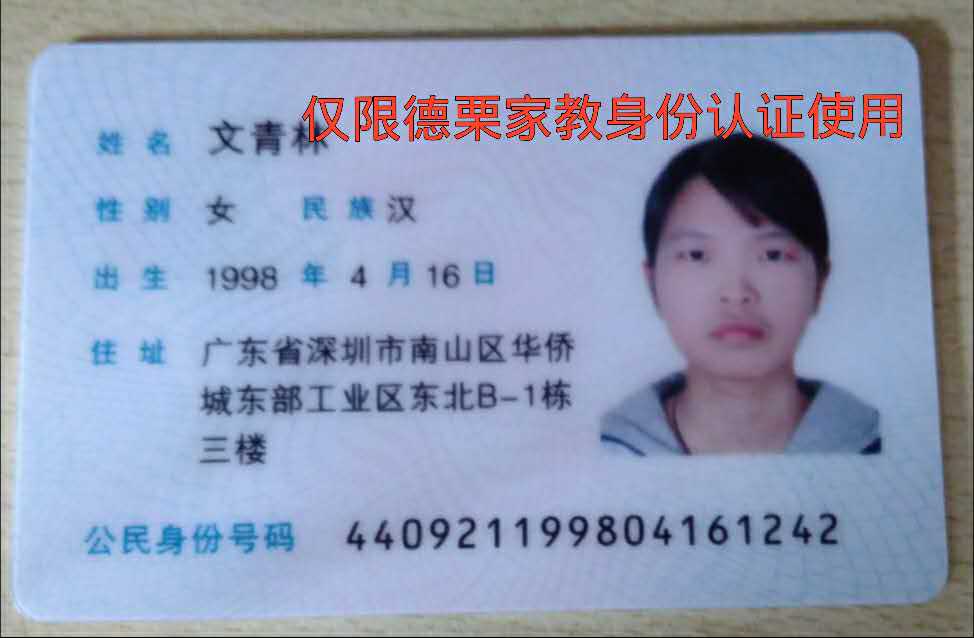 仅限德栗家教身份认证使用
姓名 文青
性别 女 民族 汉
出生 1998 年 4 月 16 日
住址 广东省深圳市南山区华侨
城东部工业区东北B-1栋
三楼
公民身份号码 440921199804161242